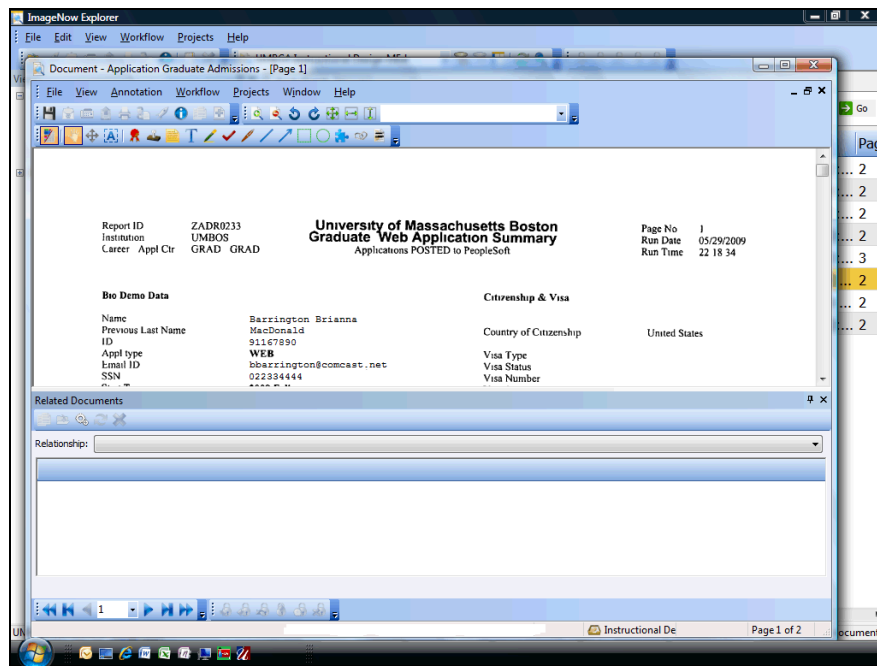 ImageNow Explorer
File Edit View Workflow Projects Help
Document - Application Graduate Admissions - [Page 1]
File View Annotation Workflow Projects Window Help
Go
Pag
... 2
... 2
... 2
... 2
... 3
... 2
... 2
... 2
Report ID ZADR0233 University of Massachusetts Boston Page No 1
Institution UMBOS Graduate Web Application Summary Run Date 05/29/2009
Career Appl Ctr GRAD GRAD Applications POSTED to PeopleSoft Run Time 22 18 34
Bio Demo Data Citizenship & Visa
Name Barrington Brianna
Previous Last Name MacDonald Country of Citizenship United States
ID 91167890
Appl type WEB Visa Type
Email ID bbarrington@comcast.net Visa Status
SSN 022334444 Visa Number
Related Documents
Relationship:
1
Instructional De Page 1 of 2
UN
ocument